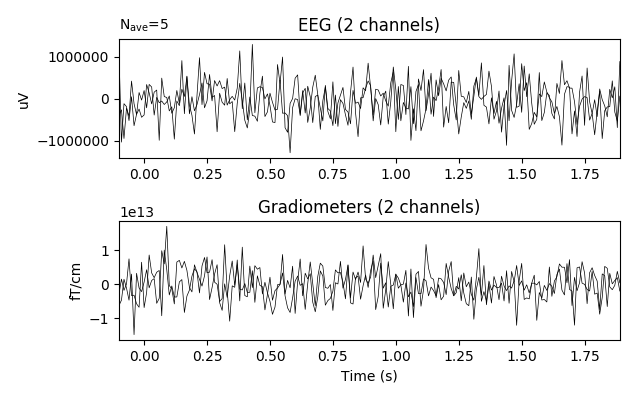 N_ave=5
EEG (2 channels)
1000000
0
−1000000
uV
0.00 0.25 0.50 0.75 1.00 1.25 1.50 1.75
1e13
Gradiometers (2 channels)
1
0
−1
fT/cm
0.00 0.25 0.50 0.75 1.00 1.25 1.50 1.75
Time (s)